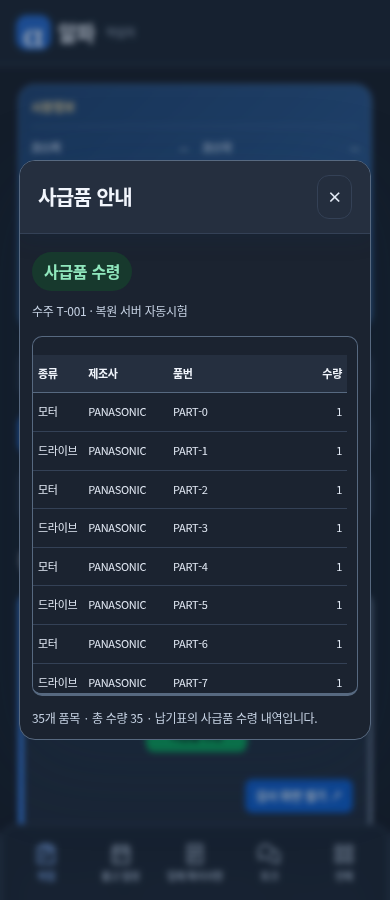 알파
사급품 안내
✕
사급품 수령
수주 T-001 · 복원 서버 자동시험
종류 제조사 품번 수량
모터 PANASONIC PART-0 1
드라이브 PANASONIC PART-1 1
모터 PANASONIC PART-2 1
드라이브 PANASONIC PART-3 1
모터 PANASONIC PART-4 1
드라이브 PANASONIC PART-5 1
모터 PANASONIC PART-6 1
드라이브 PANASONIC PART-7 1
35개 품목 · 총 수량 35 · 납기표의 사급품 수령 내역입니다.